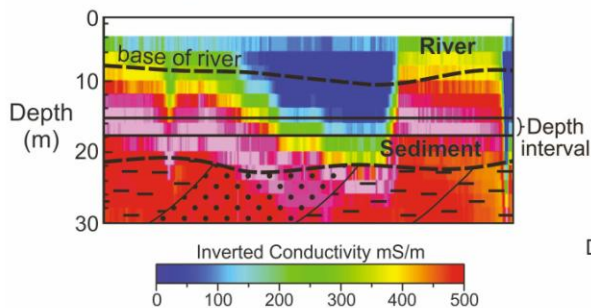 0
River
base of river
10
Depth
(m)
Depth
interval
20
Sediment
30
Inverted Conductivity mS/m
0 100 200 300 400 500
D